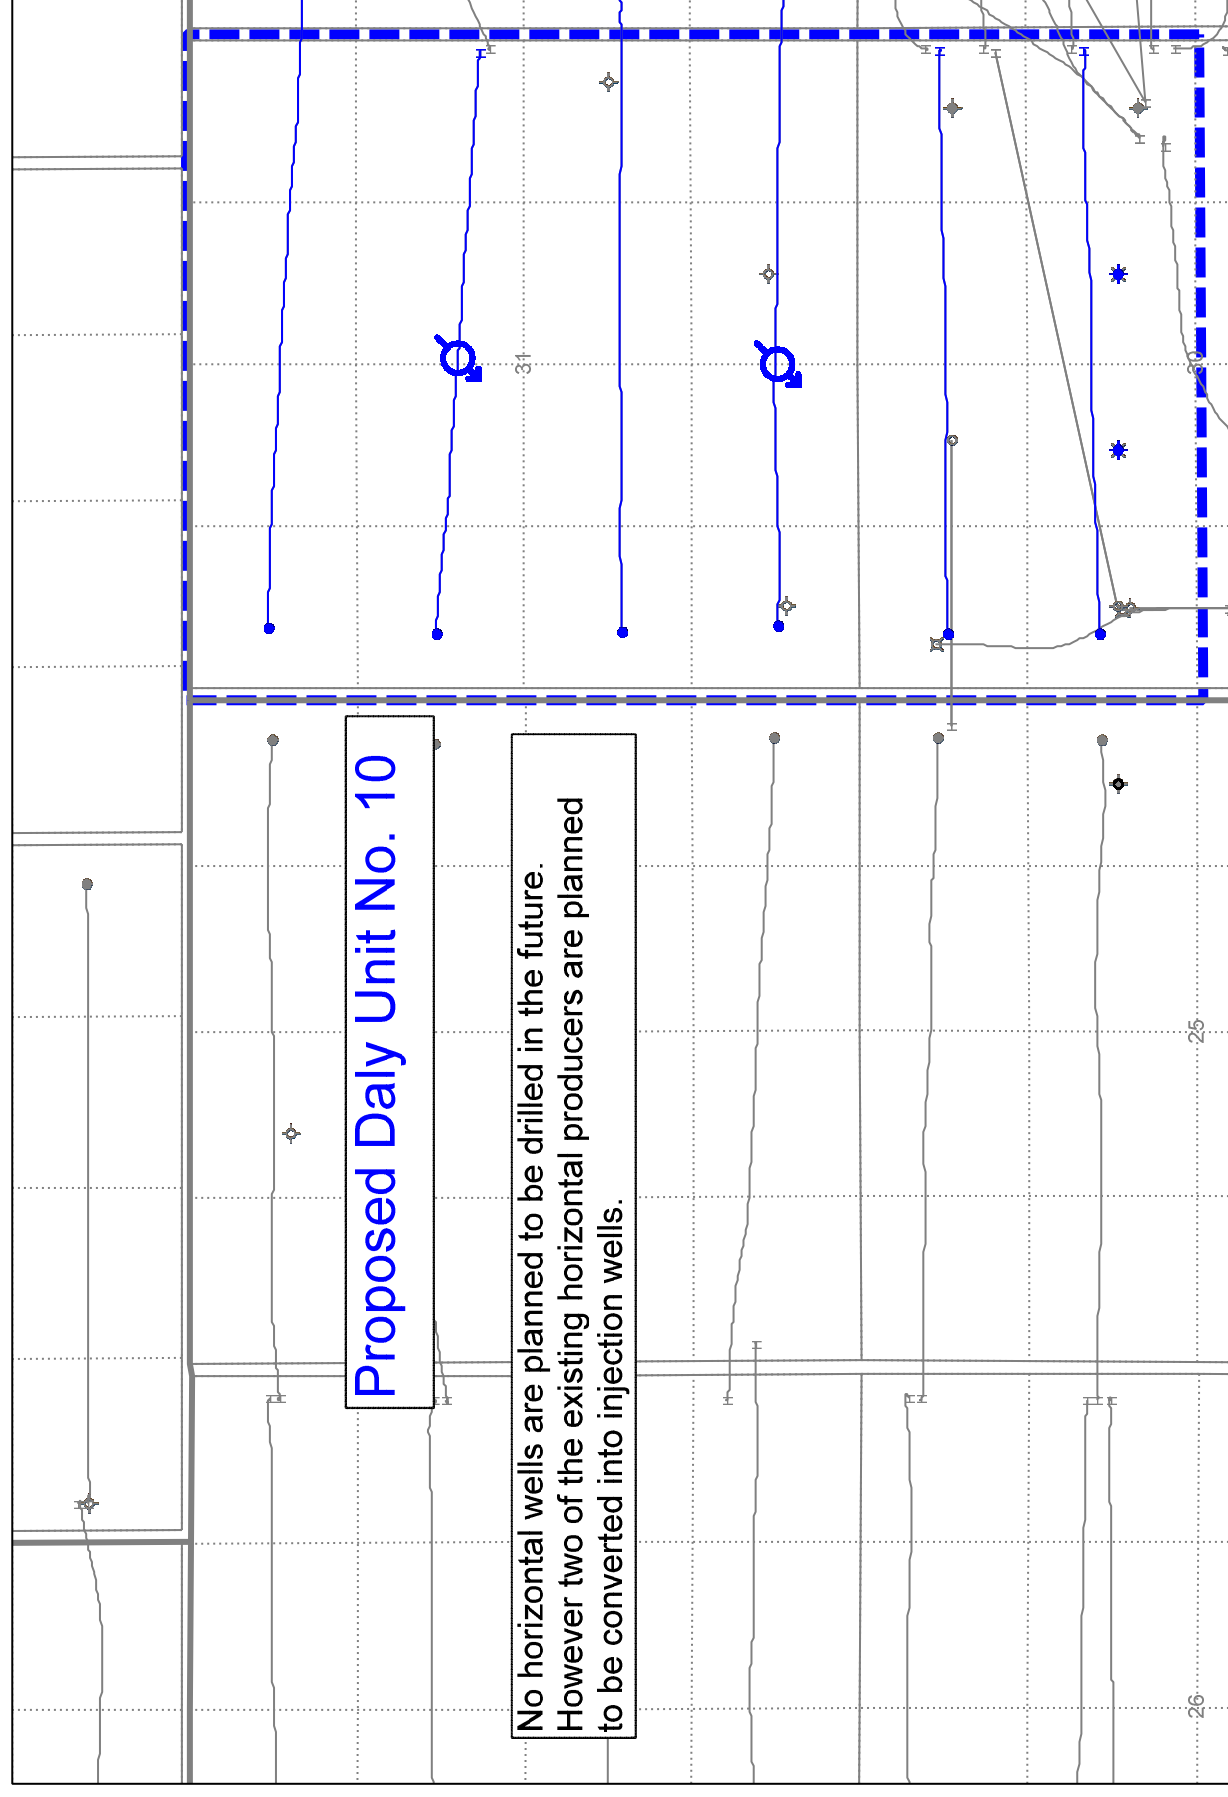 Proposed Daly Unit No. 10
No horizontal wells are planned to be drilled in the future.
However two of the existing horizontal producers are planned
to be converted into injection wells.
31
30
25
26